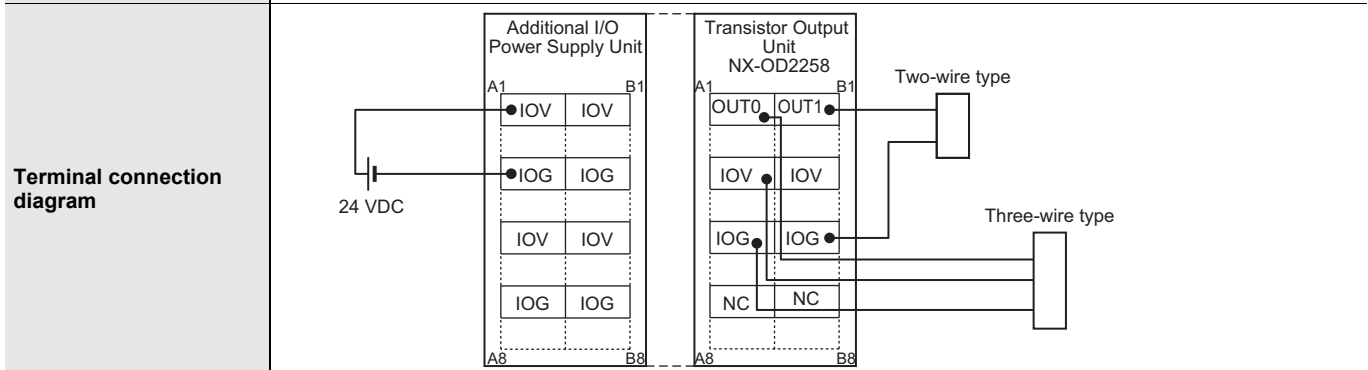 Terminal connection
diagram
24 VDC
Additional I/O
Power Supply Unit
A1 B1
IOV IOV
IOG IOG
IOV IOV
IOG IOG
A8 B8
Transistor Output
Unit
NX-OD2258
A1 B1
OUT0 OUT1
IOV IOV
IOG IOG
NC NC
A8 B8
Two-wire type
Three-wire type